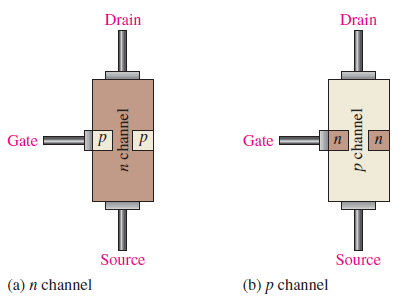 Drain
Gate
p
n channel
p
Source
(a) n channel
Drain
Gate
n
p channel
n
Source
(b) p channel